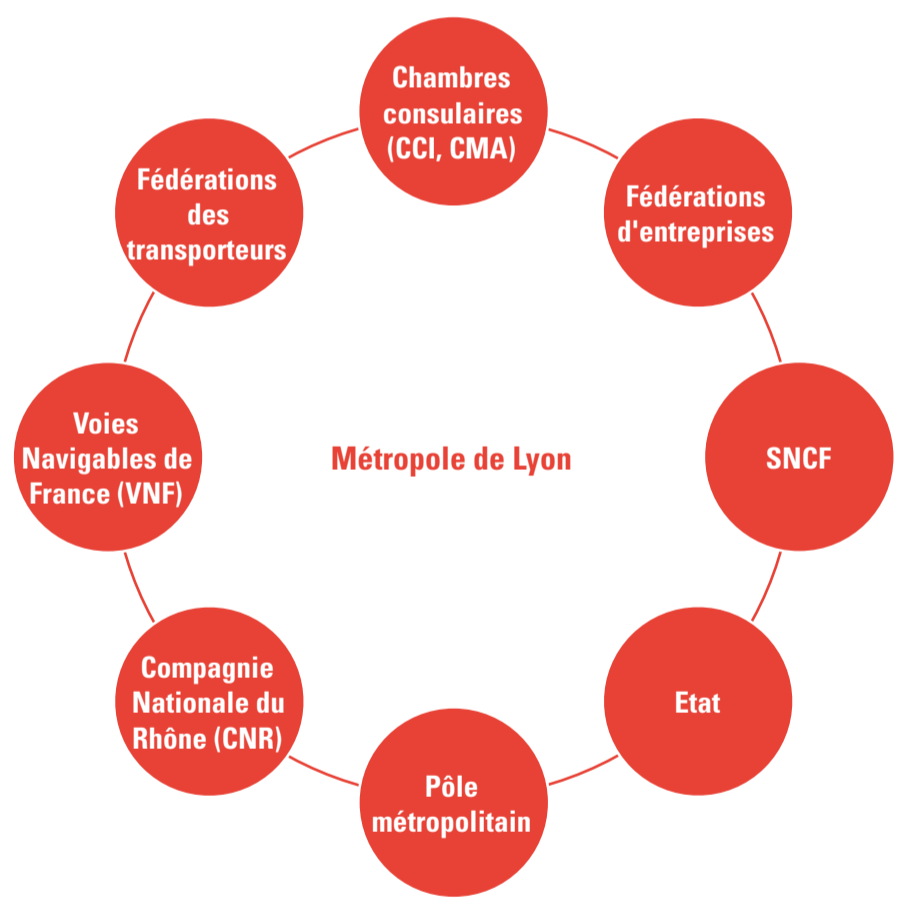 Chambres
consulaires
(CCI, CMA)
Fédérations
d'entreprises
SNCF
Etat
Pôle
métropolitain
Compagnie
Nationale du
Rhône (CNR)
Voies
Navigables de
France (VNF)
Fédérations
des
transporteurs
Métropole de Lyon